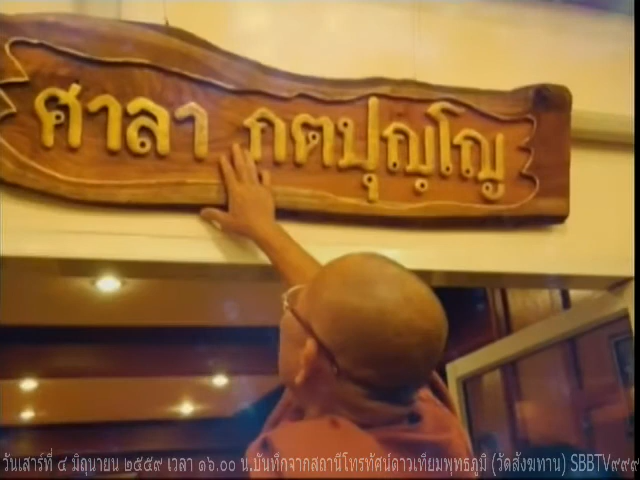 ศาลา กตปุญฺโญ
วันเสาร์ที่ ๔ มิถุนายน ๒๕๕๙ เวลา ๑๖.๐๐ น.บันทึกจากสถานีโทรทัศน์ดาวเทียมพุทธภูมิ (วัดสังฆทาน) SBBTV๙๙๙